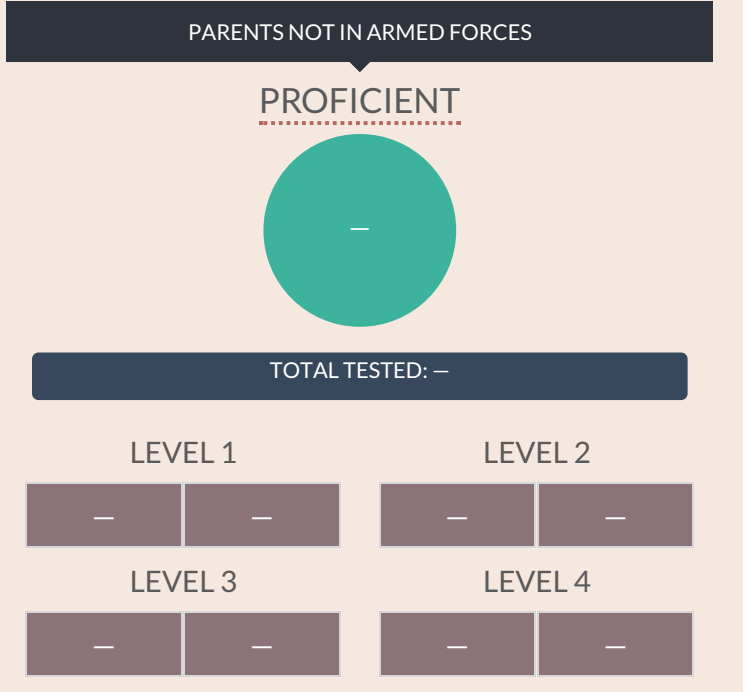 PARENTS NOT IN ARMED FORCES
PROFICIENT
—
TOTAL TESTED: —
LEVEL 1 LEVEL 2
— — — —
LEVEL 3 LEVEL 4
— — — —